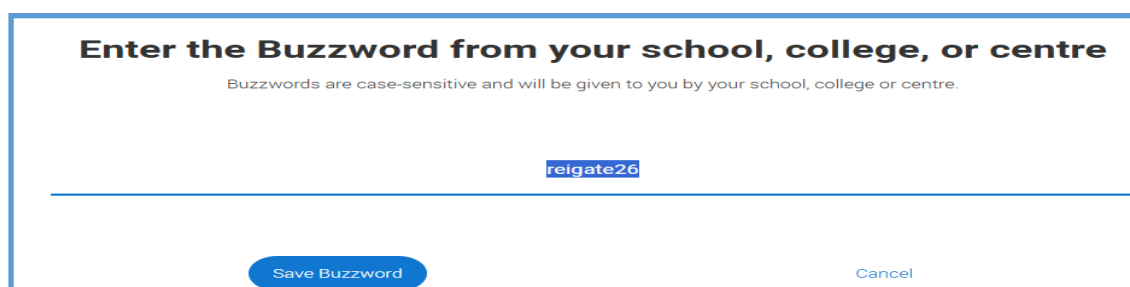 Enter the Buzzword from your school, college, or centre
Buzzwords are case-sensitive and will be given to you by your school, college or centre.
reigate26
Save Buzzword Cancel